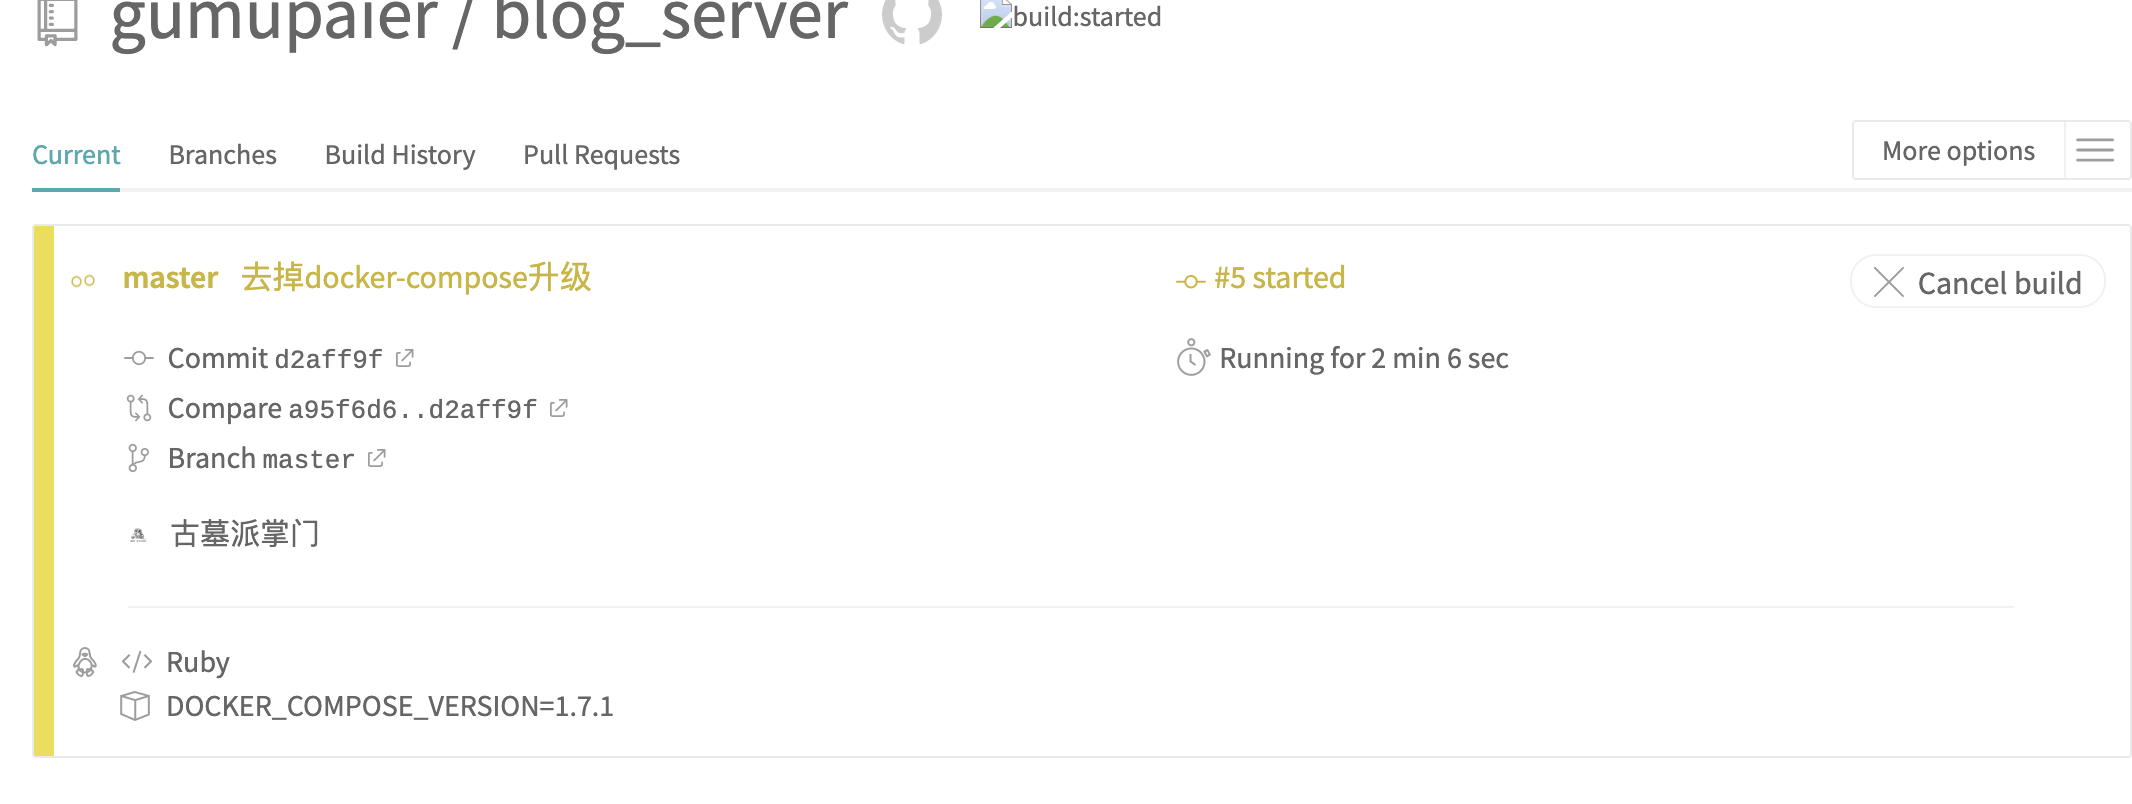 gumupaier / blog_server build:started
Current Branches Build History Pull Requests More options
master 去掉docker-compose升级 #5 started Cancel build
Commit d2aff9f Running for 2 min 6 sec
Compare a95f6d6..d2aff9f
Branch master
古墓派掌门
Ruby
DOCKER_COMPOSE_VERSION=1.7.1